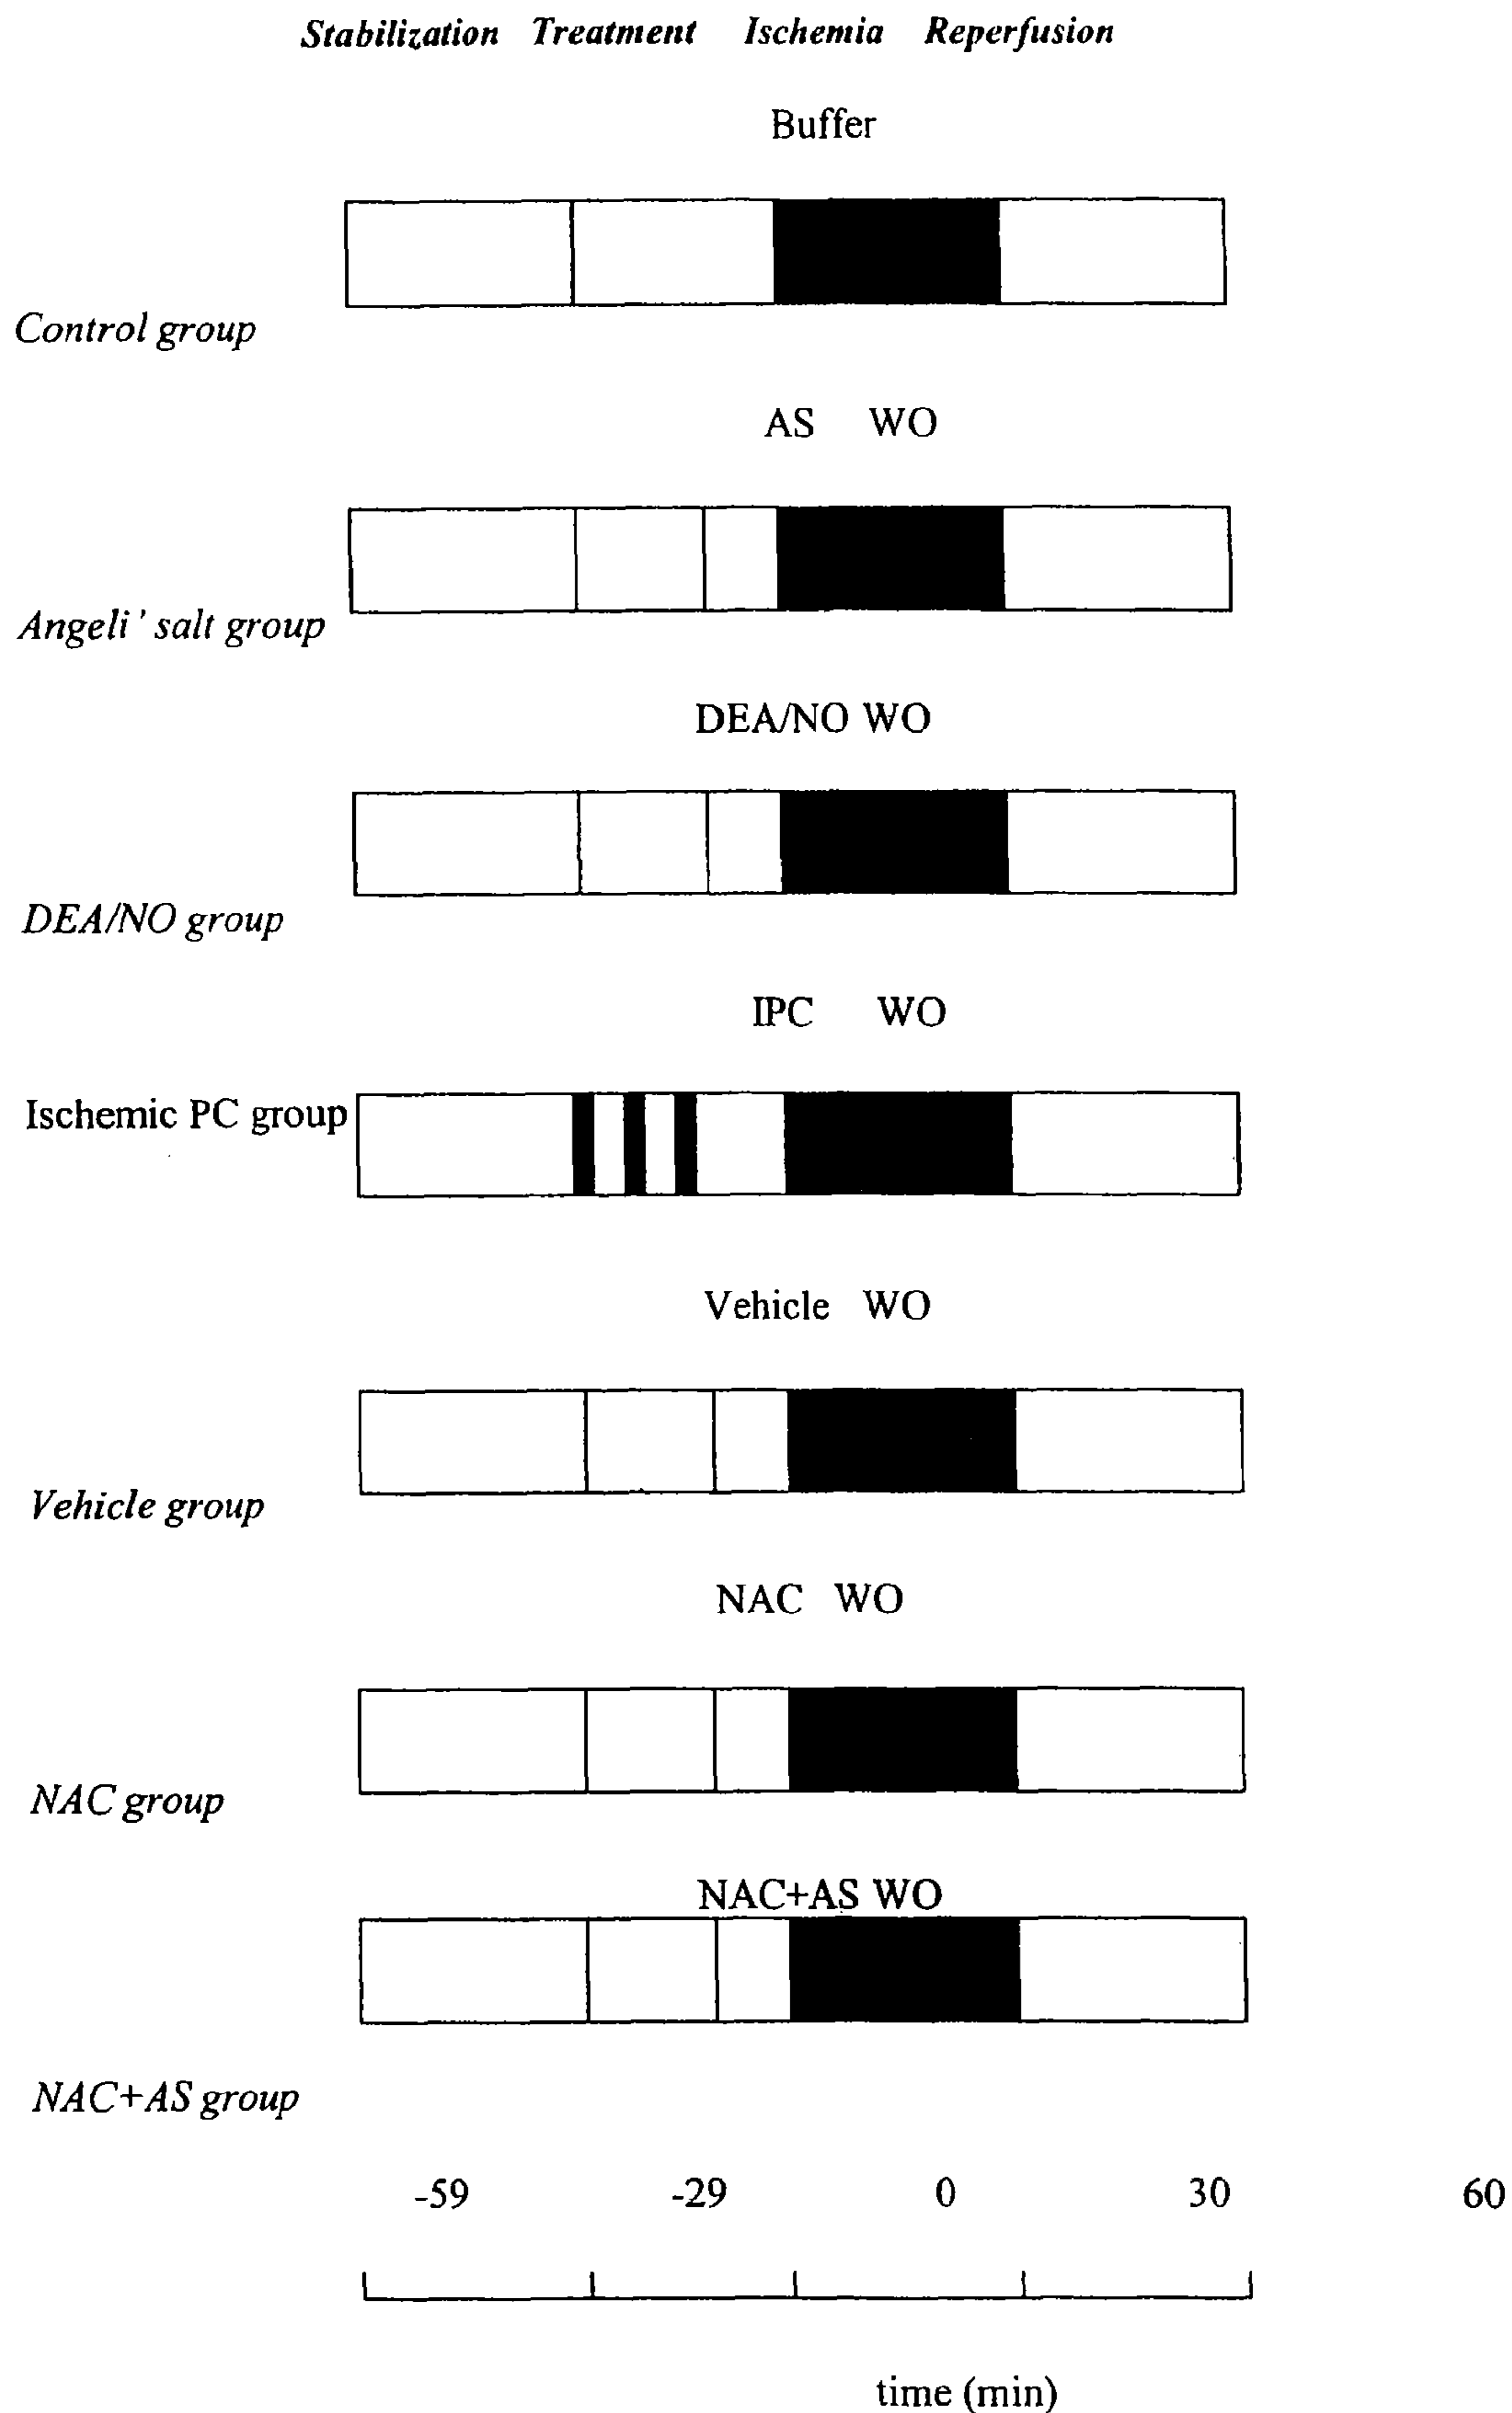 Stabilization Treatment Ischemia Reperfusion
Buffer
Control group
AS WO
Angeli ' salt group
DEA/NO WO
DEA/NO group
IPC WO
Ischemic PC group
Vehicle WO
Vehicle group
NAC WO
NAC group
NAC+AS WO
NAC+AS group
-59 -29 0 30 60
time (min)